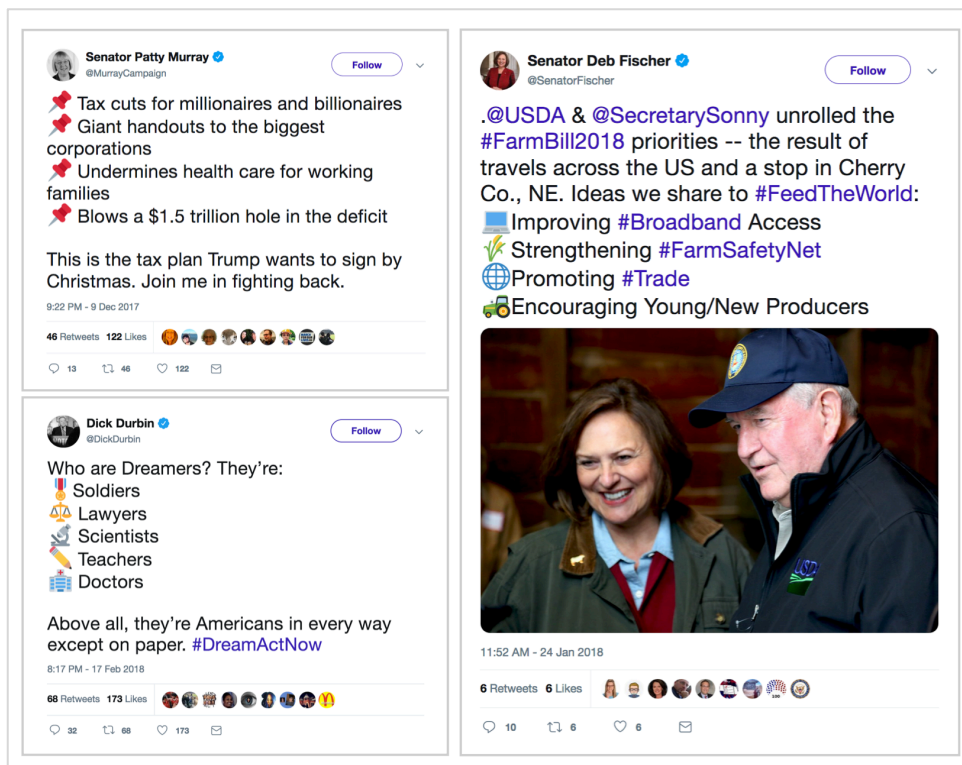 Senator Patty Murray
@MurrayCampaign
Follow
📌 Tax cuts for millionaires and billionaires
📌 Giant handouts to the biggest
corporations
📌 Undermines health care for working
families
📌 Blows a $1.5 trillion hole in the deficit
This is the tax plan Trump wants to sign by
Christmas. Join me in fighting back.
9:22 PM - 9 Dec 2017
46 Retweets 122 Likes
13 46 122
Dick Durbin
@DickDurbin
Follow
Who are Dreamers? They're:
🎖Soldiers
⚖ Lawyers
🔬 Scientists
✏ Teachers
🏥 Doctors
Above all, they're Americans in every way
except on paper. #DreamActNow
8:17 PM - 17 Feb 2018
68 Retweets 173 Likes
32 68 173
Senator Deb Fischer
@SenatorFischer
Follow
.@USDA & @SecretarySonny unrolled the
#FarmBill2018 priorities -- the result of
travels across the US and a stop in Cherry
Co., NE. Ideas we share to #FeedTheWorld:
💻Improving #Broadband Access
🌾Strengthening #FarmSafetyNet
🌐Promoting #Trade
🚜Encouraging Young/New Producers
USDA
11:52 AM - 24 Jan 2018
6 Retweets 6 Likes
10 6 6